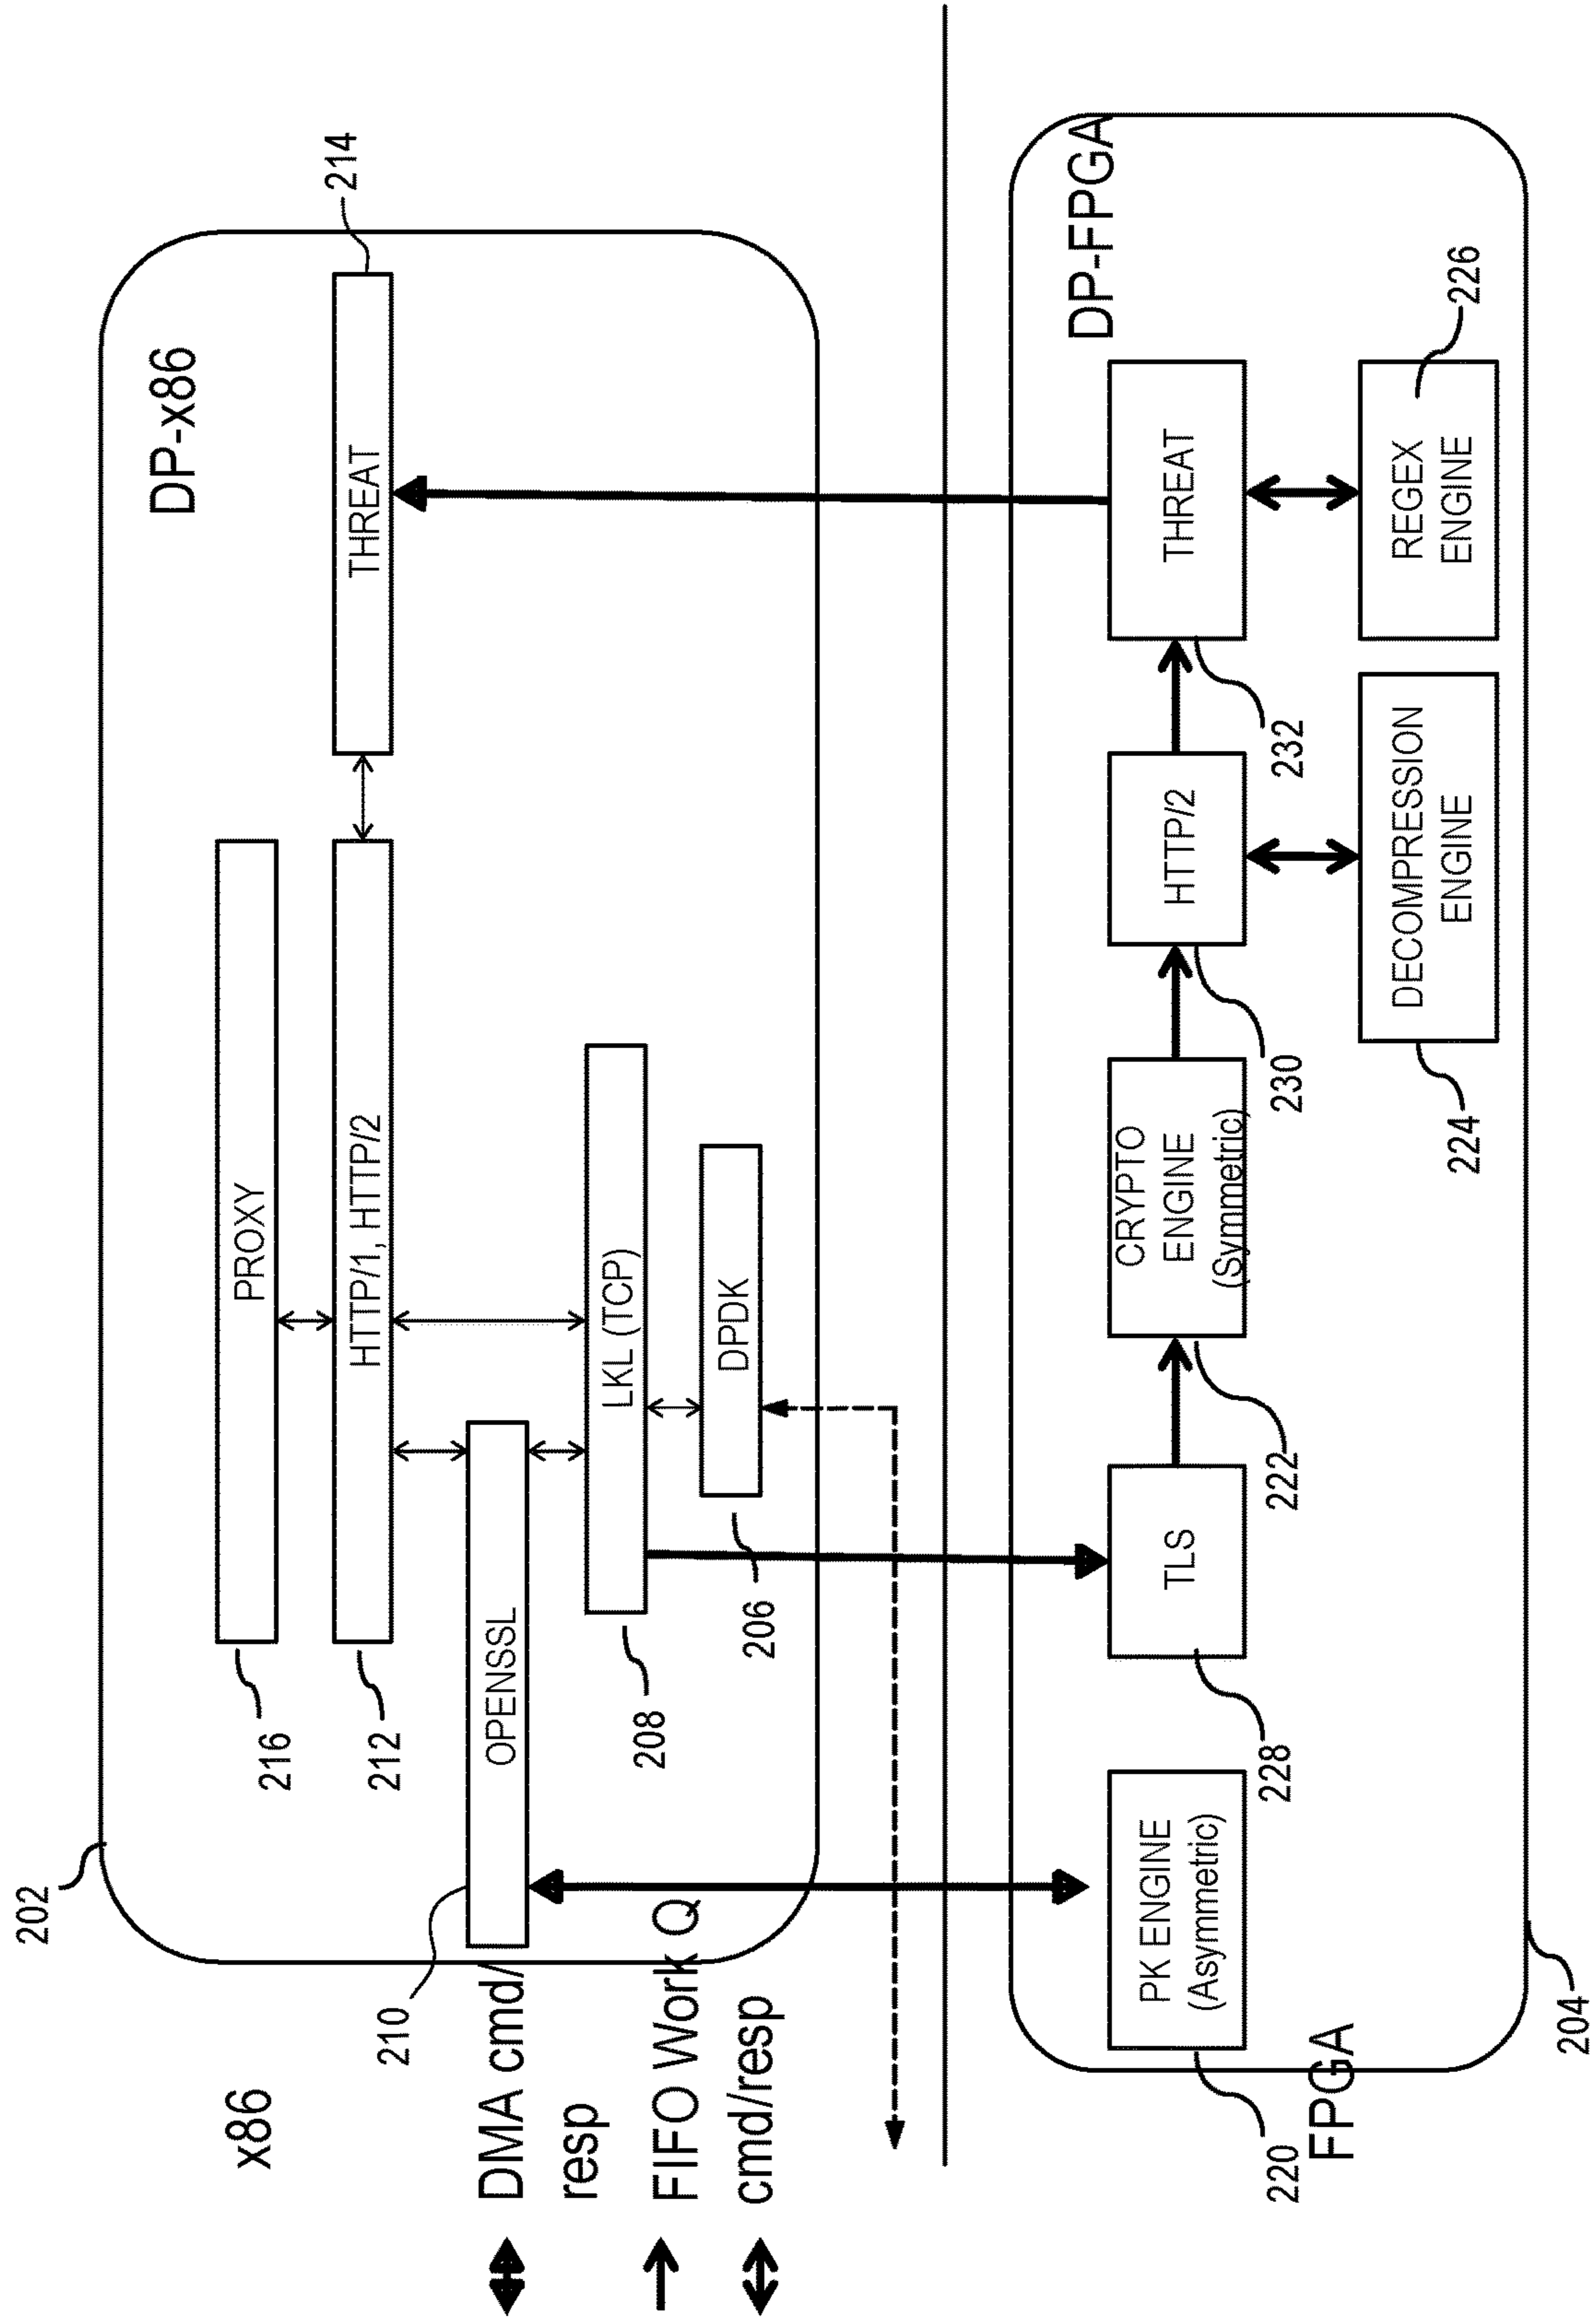 202
x86
DP-x86
216
PROXY
212
HTTP/1, HTTP/2
THREAT
214
210
OPENSSL
208
LKL (TCP)
206
DPDK
DMA cmd/
resp
FIFO Work Q
cmd/resp
DP-FPGA
PK ENGINE
(Asymmetric)
220
TLS
228
CRYPTO
ENGINE
(Symmetric)
222
HTTP/2
230
THREAT
232
DECOMPRESSION
ENGINE
224
REGEX
ENGINE
226
FPGA
204